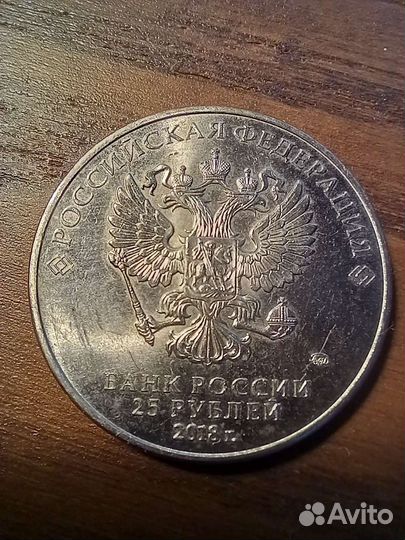 РОССИЙСКАЯ ФЕДЕРАЦИЯ
БАНК РОССИИ
25 РУБЛЕЙ
2018 г.
Avito